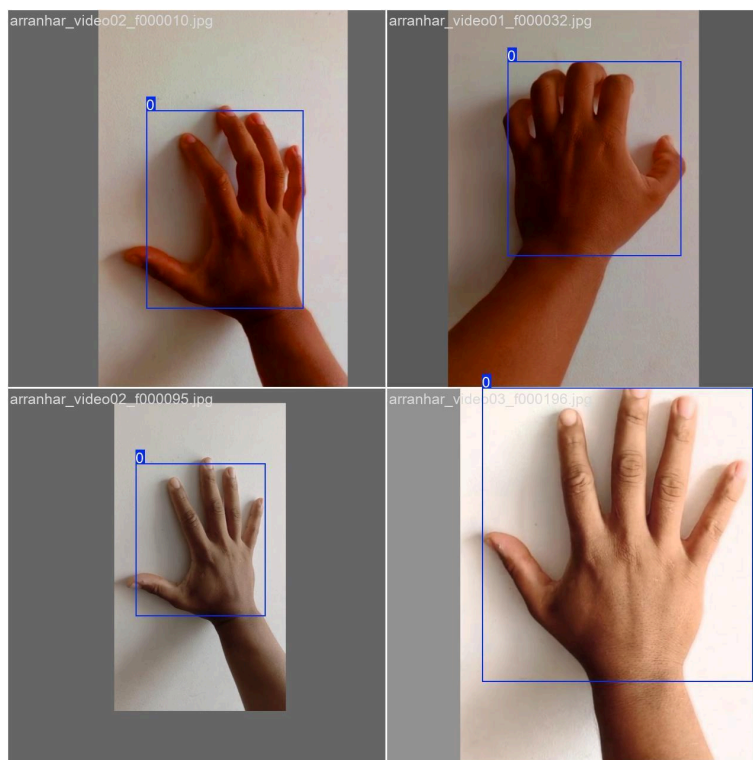 arranhar_video02_f000010.jpg
0
arranhar_video01_f000032.jpg
0
arranhar_video02_f000095.jpg
0
arranhar_video03_f000196.jpg
0